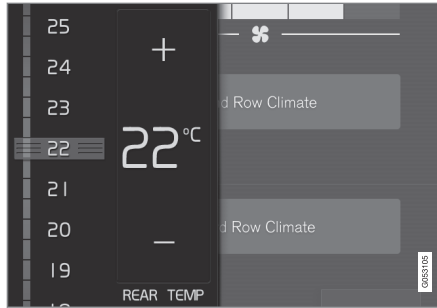 25
24
23
22
21
20
19
+
22°C
−
REAR TEMP
d Row Climate
d Row Climate
G053105